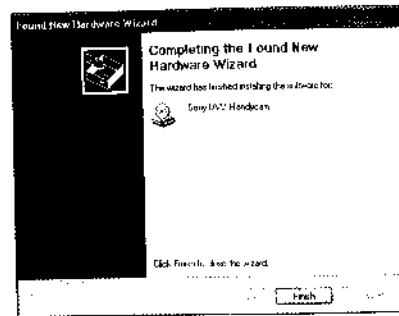 Found New Hardware Wizard
Completing the Found New
Hardware Wizard
The wizard has finished installing the software for:
Sony Handycam
Click Finish to close the wizard.
Finish